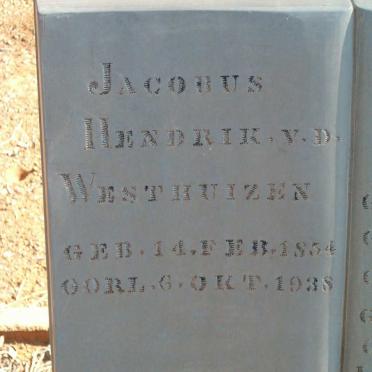 JACOBUS
HENDRIK.V.D.
WESTHUIZEN
GEB.14.FEB.1854
OORL.6.OKT.1938